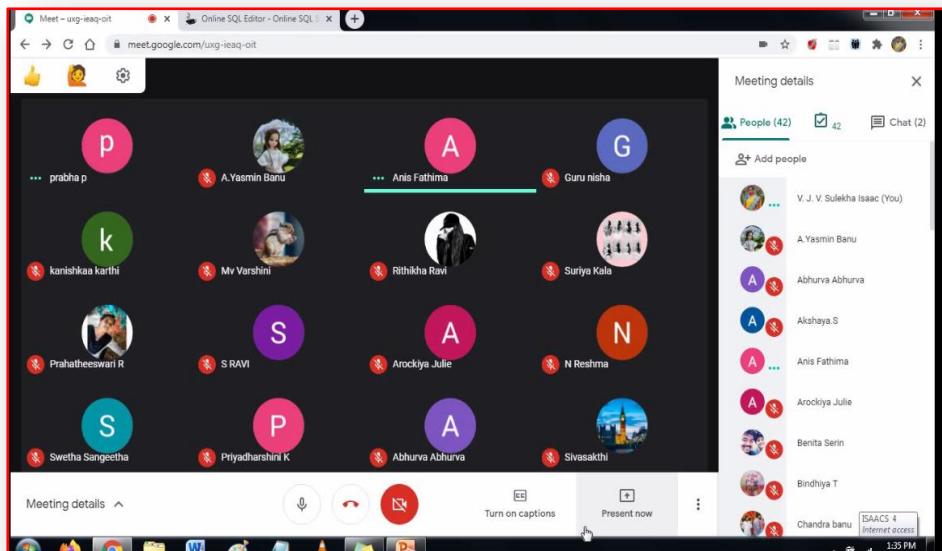 Meet – uxg-ieaq-oit
Online SQL Editor - Online SQL
meet.google.com/uxg-ieaq-oit
Meeting details
People (42)
42
Chat (2)
Add people
p
A
G
prabha p
A.Yasmin Banu
Anis Fathima
Guru nisha
k
kanishkaa karthi
Mv Varshini
Rithikha Ravi
Suriya Kala
S
A
N
Prahatheeswari R
S RAVI
Arockiya Julie
N Reshma
S
P
A
Swetha Sangeetha
Priyadharshini K
Abhurva Abhurva
Sivasakthi
V. J. V. Sulekha Isaac (You)
A.Yasmin Banu
A
Abhurva Abhurva
A
Akshaya.S
A
Anis Fathima
A
Arockiya Julie
Benita Serin
Bindhiya T
Chandra banu
Meeting details
CC
Turn on captions
Present now
ISAACS 4
Internet access
1:35 PM